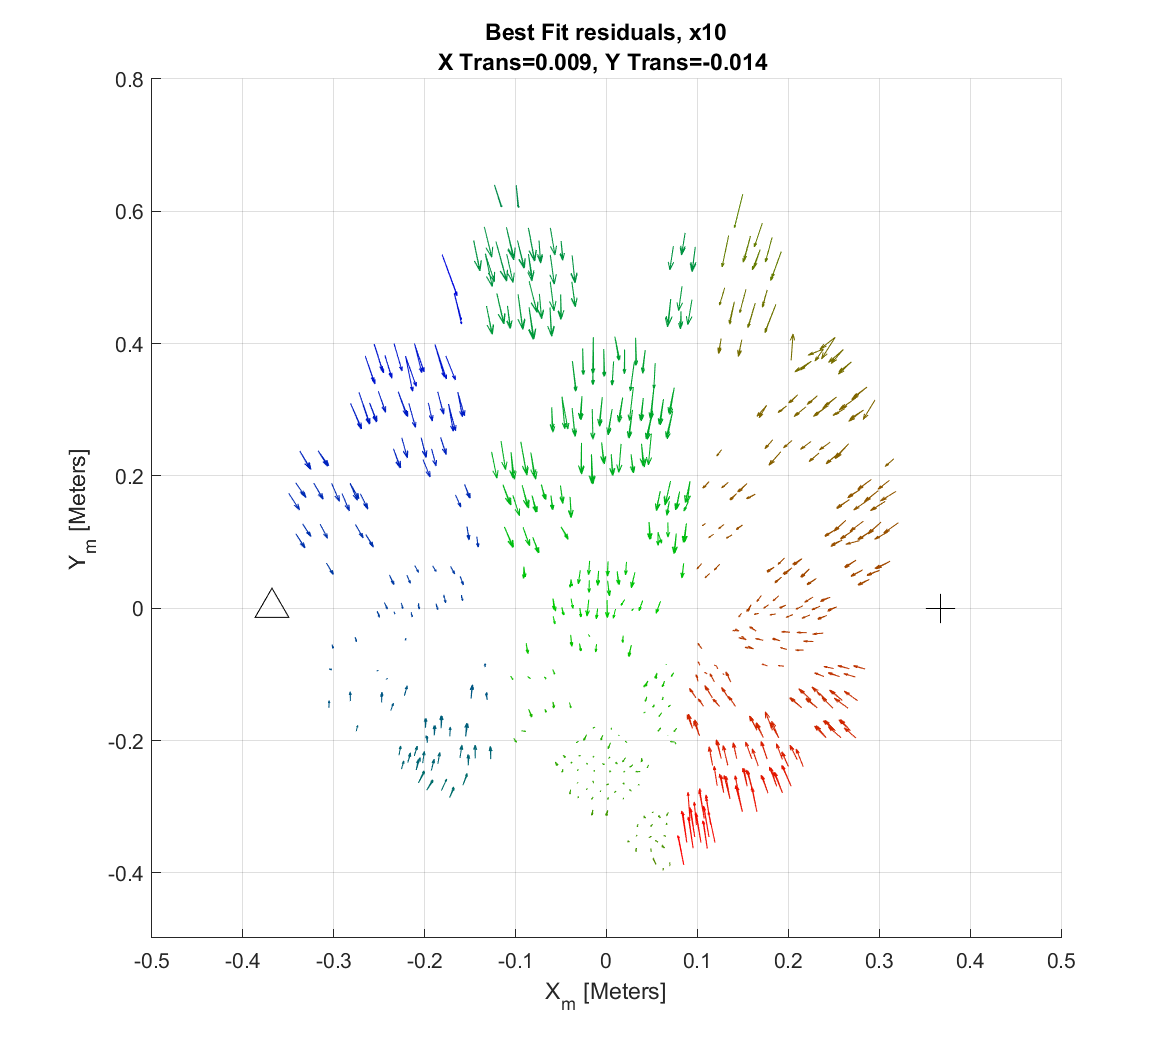 Best Fit residuals, x10
X Trans=0.009, Y Trans=-0.014
0.8
0.6
0.4
0.2
0
-0.2
-0.4
Y_m [Meters]
-0.5 -0.4 -0.3 -0.2 -0.1 0 0.1 0.2 0.3 0.4 0.5
X_m [Meters]